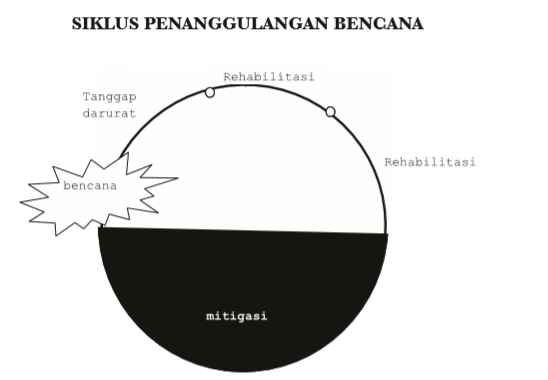 SIKLUS PENANGGULANGAN BENCANA
Rehabilitasi
Tanggap
darurat
Rehabilitasi
bencana
mitigasi